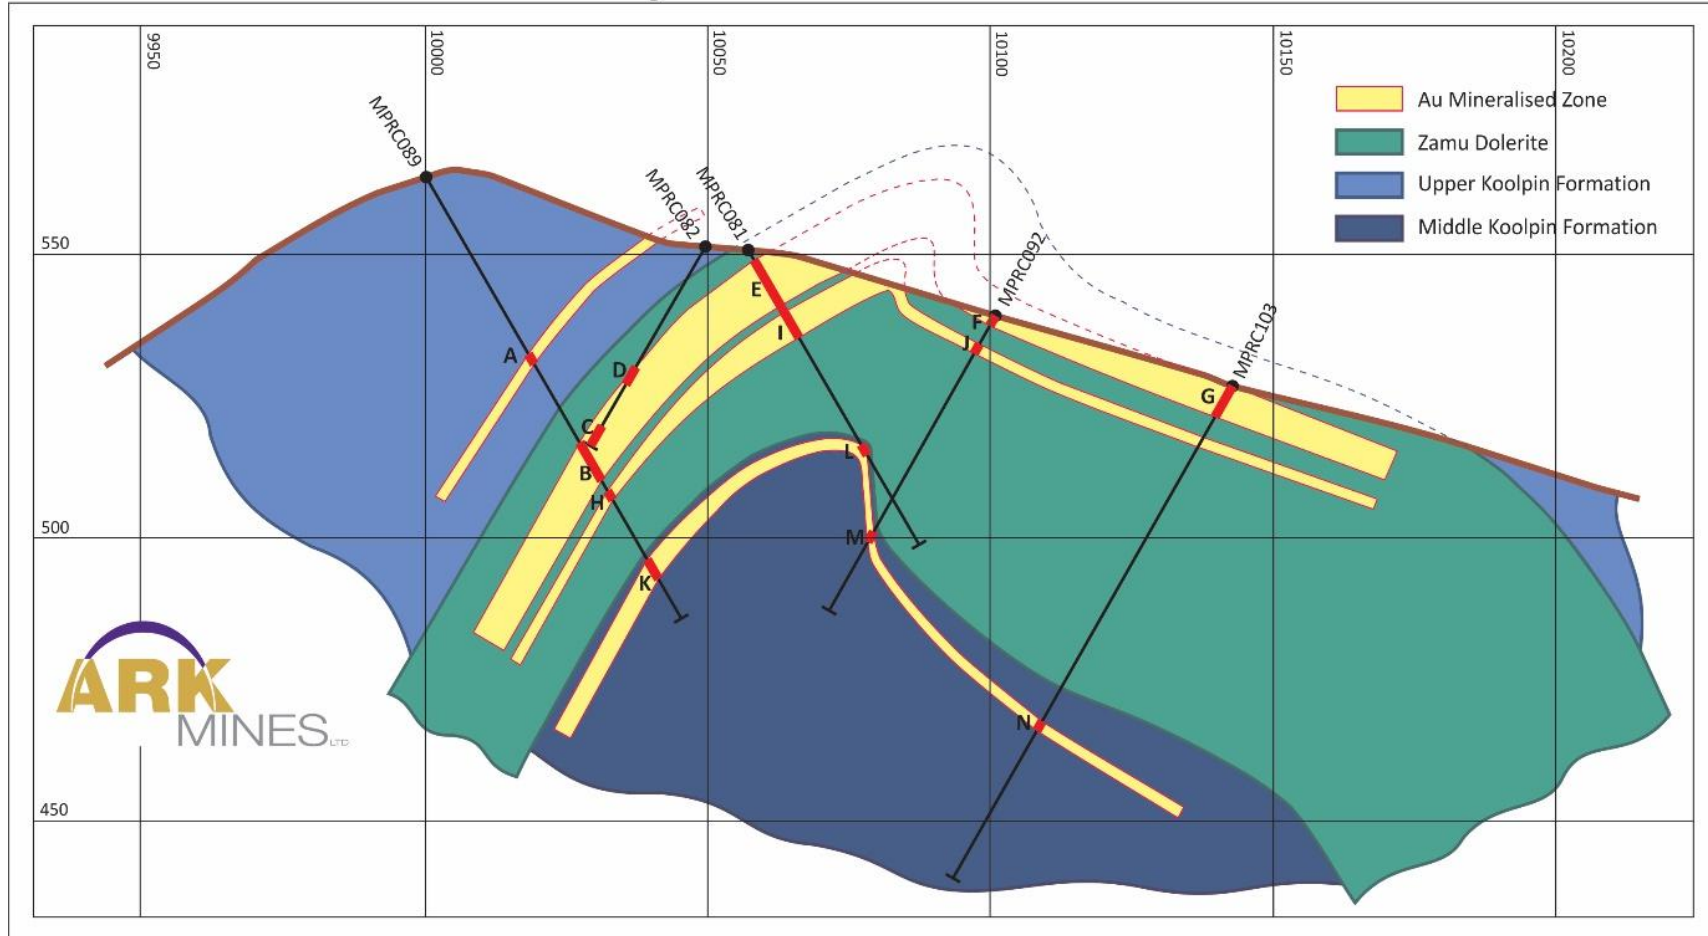 9950
10000
10050
10100
10150
10200
MPRC089
MPRC082
MPRC081
MPRC092
MPRC103
Au Mineralised Zone
Zamu Dolerite
Upper Koolpin Formation
Middle Koolpin Formation
550
500
450
A
B
C
D
E
F
G
H
I
J
K
L
M
N
ARK
MINES LTD